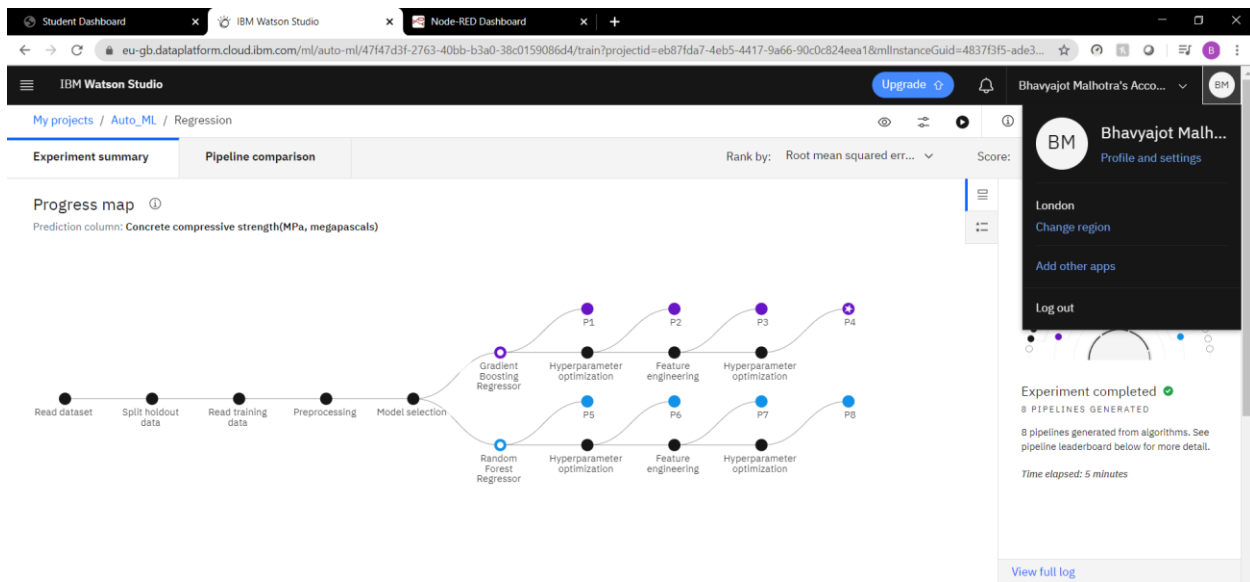 Student Dashboard
IBM Watson Studio
Node-RED Dashboard
eu-gb.dataplatform.cloud.ibm.com/ml/auto-ml/47f47d3f-2763-40bb-b3a0-38c0159086d4/train?projectid=eb87fda7-4eb5-4417-9a66-90c0c824eea1&mlInstanceGuid=4837f3f5-ade3...
B
IBM Watson Studio
Upgrade
Bhavyajot Malhotra's Acco...
BM
My projects / Auto_ML / Regression
BM
Bhavyajot Malh...
Profile and settings
Experiment summary
Pipeline comparison
Rank by: Root mean squared err...
Score:
Progress map
Prediction column: Concrete compressive strength(MPa, megapascals)
London
Change region
Add other apps
Log out
P1
P2
P3
P4
Gradient
Boosting
Regressor
Hyperparameter
optimization
Feature
engineering
Hyperparameter
optimization
Read dataset
Split holdout
data
Read training
data
Preprocessing
Model selection
P5
P6
P7
P8
Random
Forest
Regressor
Hyperparameter
optimization
Feature
engineering
Hyperparameter
optimization
Experiment completed
8 PIPELINES GENERATED
8 pipelines generated from algorithms. See
pipeline leaderboard below for more detail.
Time elapsed: 5 minutes
View full log